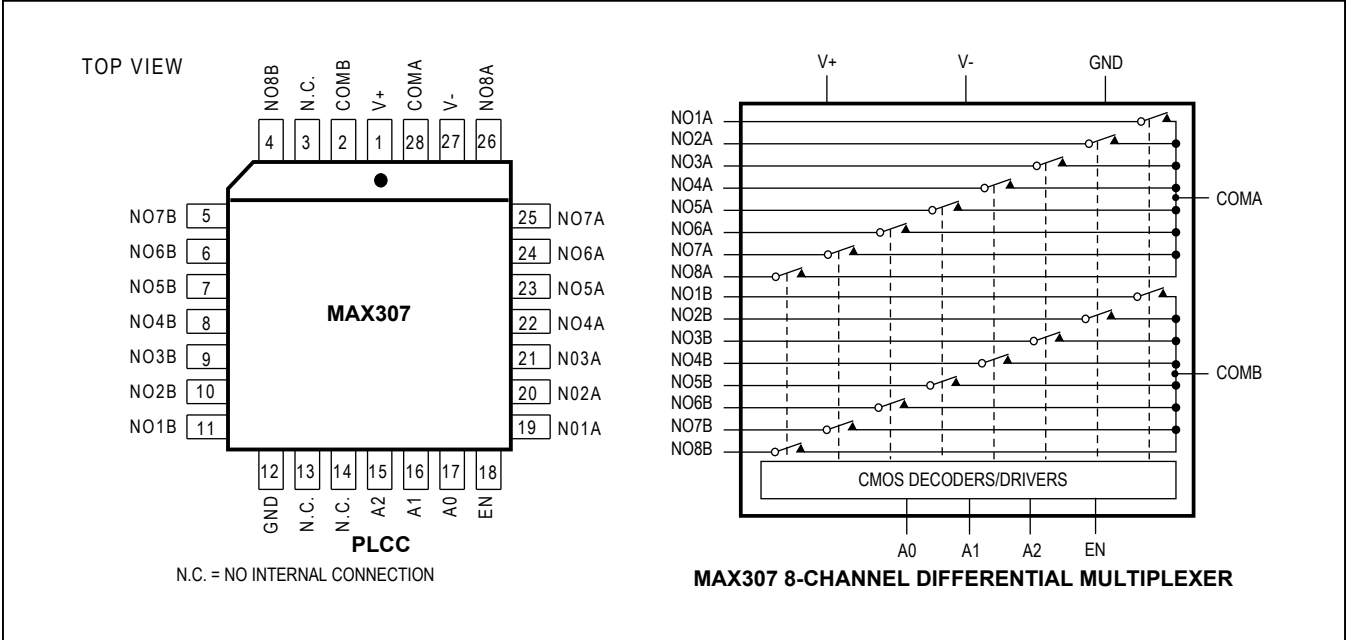 TOP VIEW
NO8B
N.C.
COMB
V+
COMA
V-
NO8A
4
3
2
1
28
27
26
NO7B 5
NO6B 6
NO5B 7
NO4B 8
NO3B 9
NO2B 10
NO1B 11
MAX307
25 NO7A
24 NO6A
23 NO5A
22 NO4A
21 N03A
20 N02A
19 N01A
12
13
14
15
16
17
18
GND
N.C.
N.C.
A2
A1
A0
EN
PLCC
N.C. = NO INTERNAL CONNECTION
V+
V-
GND
NO1A
NO2A
NO3A
NO4A
NO5A
NO6A
NO7A
NO8A
NO1B
NO2B
NO3B
NO4B
NO5B
NO6B
NO7B
NO8B
COMA
COMB
CMOS DECODERS/DRIVERS
A0
A1
A2
EN
MAX307 8-CHANNEL DIFFERENTIAL MULTIPLEXER